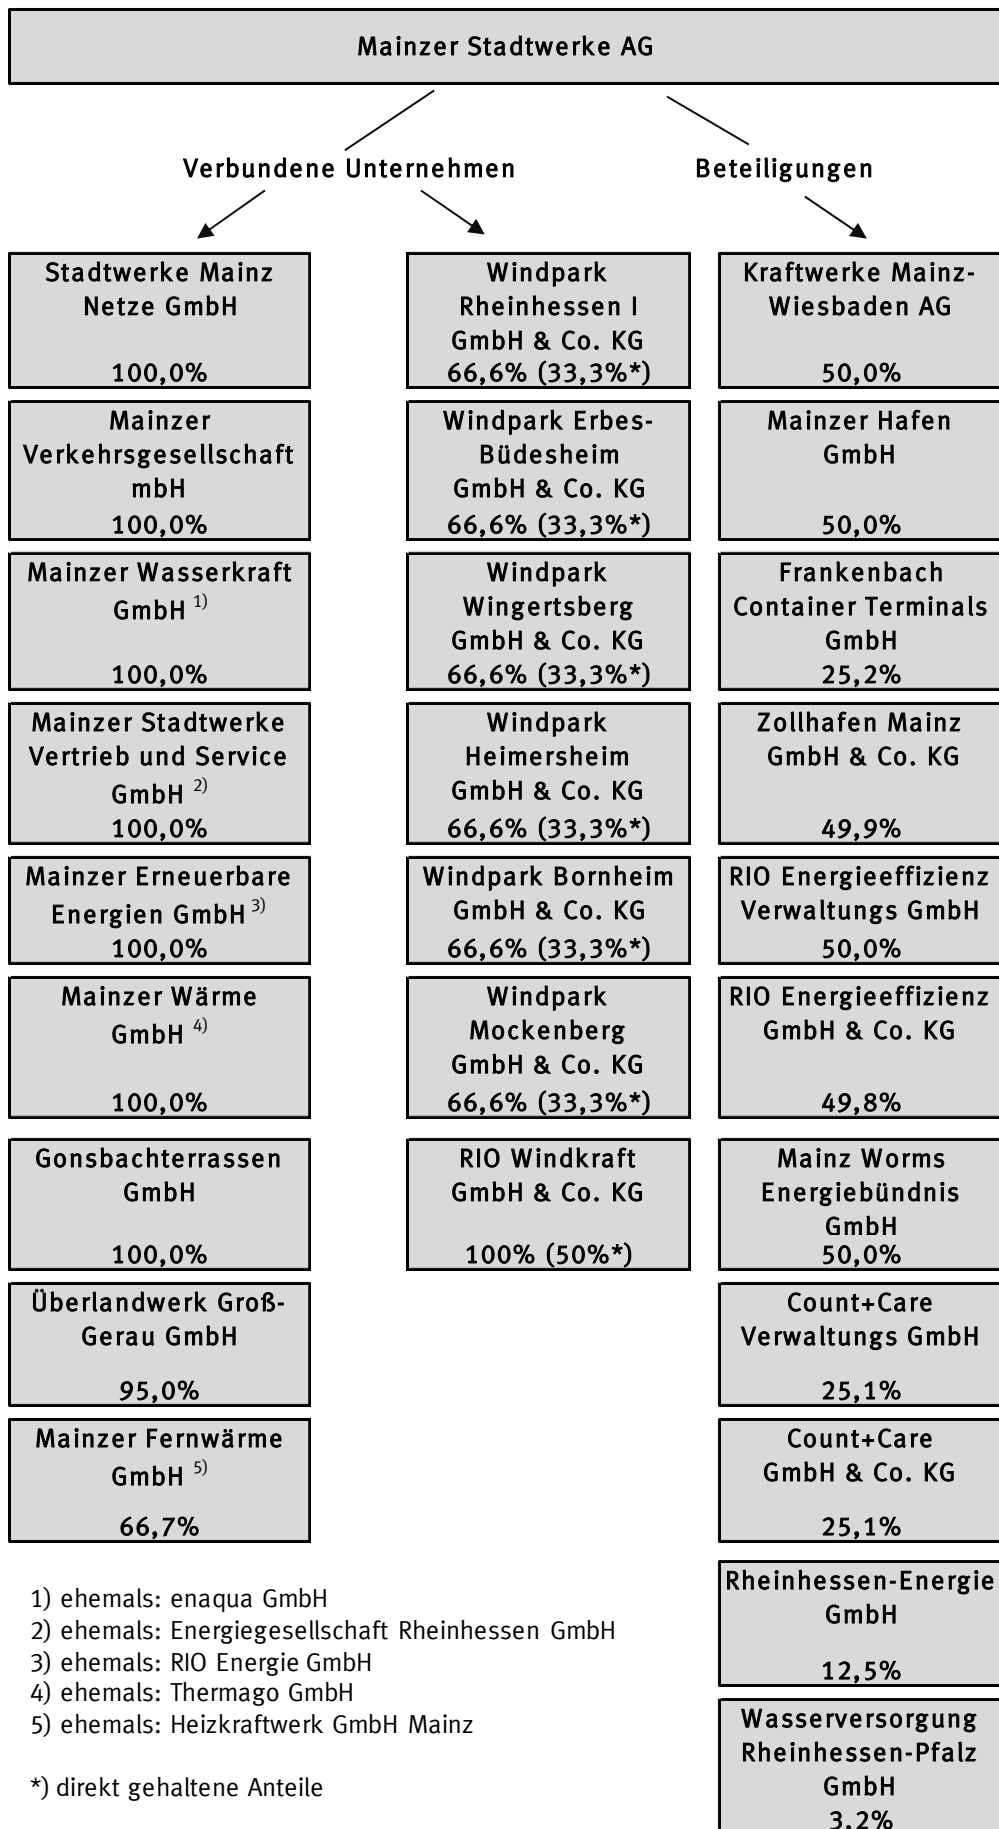 Mainzer Stadtwerke AG
Verbundene Unternehmen
Beteiligungen
Stadtwerke Mainz
Netze GmbH
100,0%
Mainzer
Verkehrsgesellschaft
mbH
100,0%
Mainzer Wasserkraft
GmbH 1)
100,0%
Mainzer Stadtwerke
Vertrieb und Service
GmbH 2)
100,0%
Mainzer Erneuerbare
Energien GmbH 3)
100,0%
Mainzer Wärme
GmbH 4)
100,0%
Gonsbachterrassen
GmbH
100,0%
Überlandwerk Groß-
Gerau GmbH
95,0%
Mainzer Fernwärme
GmbH 5)
66,7%
Windpark
Rheinhessen I
GmbH & Co. KG
66,6% (33,3%*)
Windpark Erbes-
Büdesheim
GmbH & Co. KG
66,6% (33,3%*)
Windpark
Wingertsberg
GmbH & Co. KG
66,6% (33,3%*)
Windpark
Heimersheim
GmbH & Co. KG
66,6% (33,3%*)
Windpark Bornheim
GmbH & Co. KG
66,6% (33,3%*)
Windpark
Mockenberg
GmbH & Co. KG
66,6% (33,3%*)
RIO Windkraft
GmbH & Co. KG
100% (50%*)
Kraftwerke Mainz-
Wiesbaden AG
50,0%
Mainzer Hafen
GmbH
50,0%
Frankenbach
Container Terminals
GmbH
25,2%
Zollhafen Mainz
GmbH & Co. KG
49,9%
RIO Energieeffizienz
Verwaltungs GmbH
50,0%
RIO Energieeffizienz
GmbH & Co. KG
49,8%
Mainz Worms
Energiebündnis
GmbH
50,0%
Count+Care
Verwaltungs GmbH
25,1%
Count+Care
GmbH & Co. KG
25,1%
Rheinhessen-Energie
GmbH
12,5%
Wasserversorgung
Rheinhessen-Pfalz
GmbH
3,2%
1) ehemals: enaqua GmbH
2) ehemals: Energiegesellschaft Rheinhessen GmbH
3) ehemals: RIO Energie GmbH
4) ehemals: Thermago GmbH
5) ehemals: Heizkraftwerk GmbH Mainz
*) direkt gehaltene Anteile